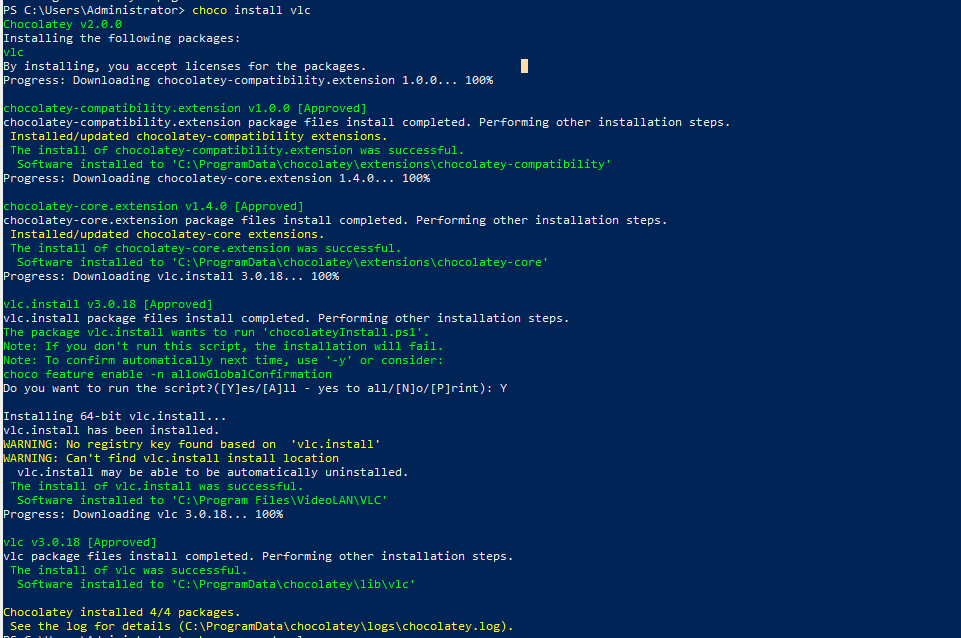 PS C:\Users\Administrator> choco install vlc
Chocolatey v2.0.0
Installing the following packages:
vlc
By installing, you accept licenses for the packages.
Progress: Downloading chocolatey-compatibility.extension 1.0.0... 100%
chocolatey-compatibility.extension v1.0.0 [Approved]
chocolatey-compatibility.extension package files install completed. Performing other installation steps.
Installed/updated chocolatey-compatibility extensions.
The install of chocolatey-compatibility.extension was successful.
Software installed to 'C:\ProgramData\chocolatey\extensions\chocolatey-compatibility'
Progress: Downloading chocolatey-core.extension 1.4.0... 100%
chocolatey-core.extension v1.4.0 [Approved]
chocolatey-core.extension package files install completed. Performing other installation steps.
Installed/updated chocolatey-core extensions.
The install of chocolatey-core.extension was successful.
Software installed to 'C:\ProgramData\chocolatey\extensions\chocolatey-core'
Progress: Downloading vlc.install 3.0.18... 100%
vlc.install v3.0.18 [Approved]
vlc.install package files install completed. Performing other installation steps.
The package vlc.install wants to run 'chocolateyInstall.ps1'.
Note: If you don't run this script, the installation will fail.
Note: To confirm automatically next time, use '-y' or consider:
choco feature enable -n allowGlobalConfirmation
Do you want to run the script?([Y]es/[A]ll - yes to all/[N]o/[P]rint): Y
Installing 64-bit vlc.install...
vlc.install has been installed.
WARNING: No registry key found based on  'vlc.install'
WARNING: Can't find vlc.install install location
vlc.install may be able to be automatically uninstalled.
The install of vlc.install was successful.
Software installed to 'C:\Program Files\VideoLAN\VLC'
Progress: Downloading vlc 3.0.18... 100%
vlc v3.0.18 [Approved]
vlc package files install completed. Performing other installation steps.
The install of vlc was successful.
Software installed to 'C:\ProgramData\chocolatey\lib\vlc'
Chocolatey installed 4/4 packages.
See the log for details (C:\ProgramData\chocolatey\logs\chocolatey.log).